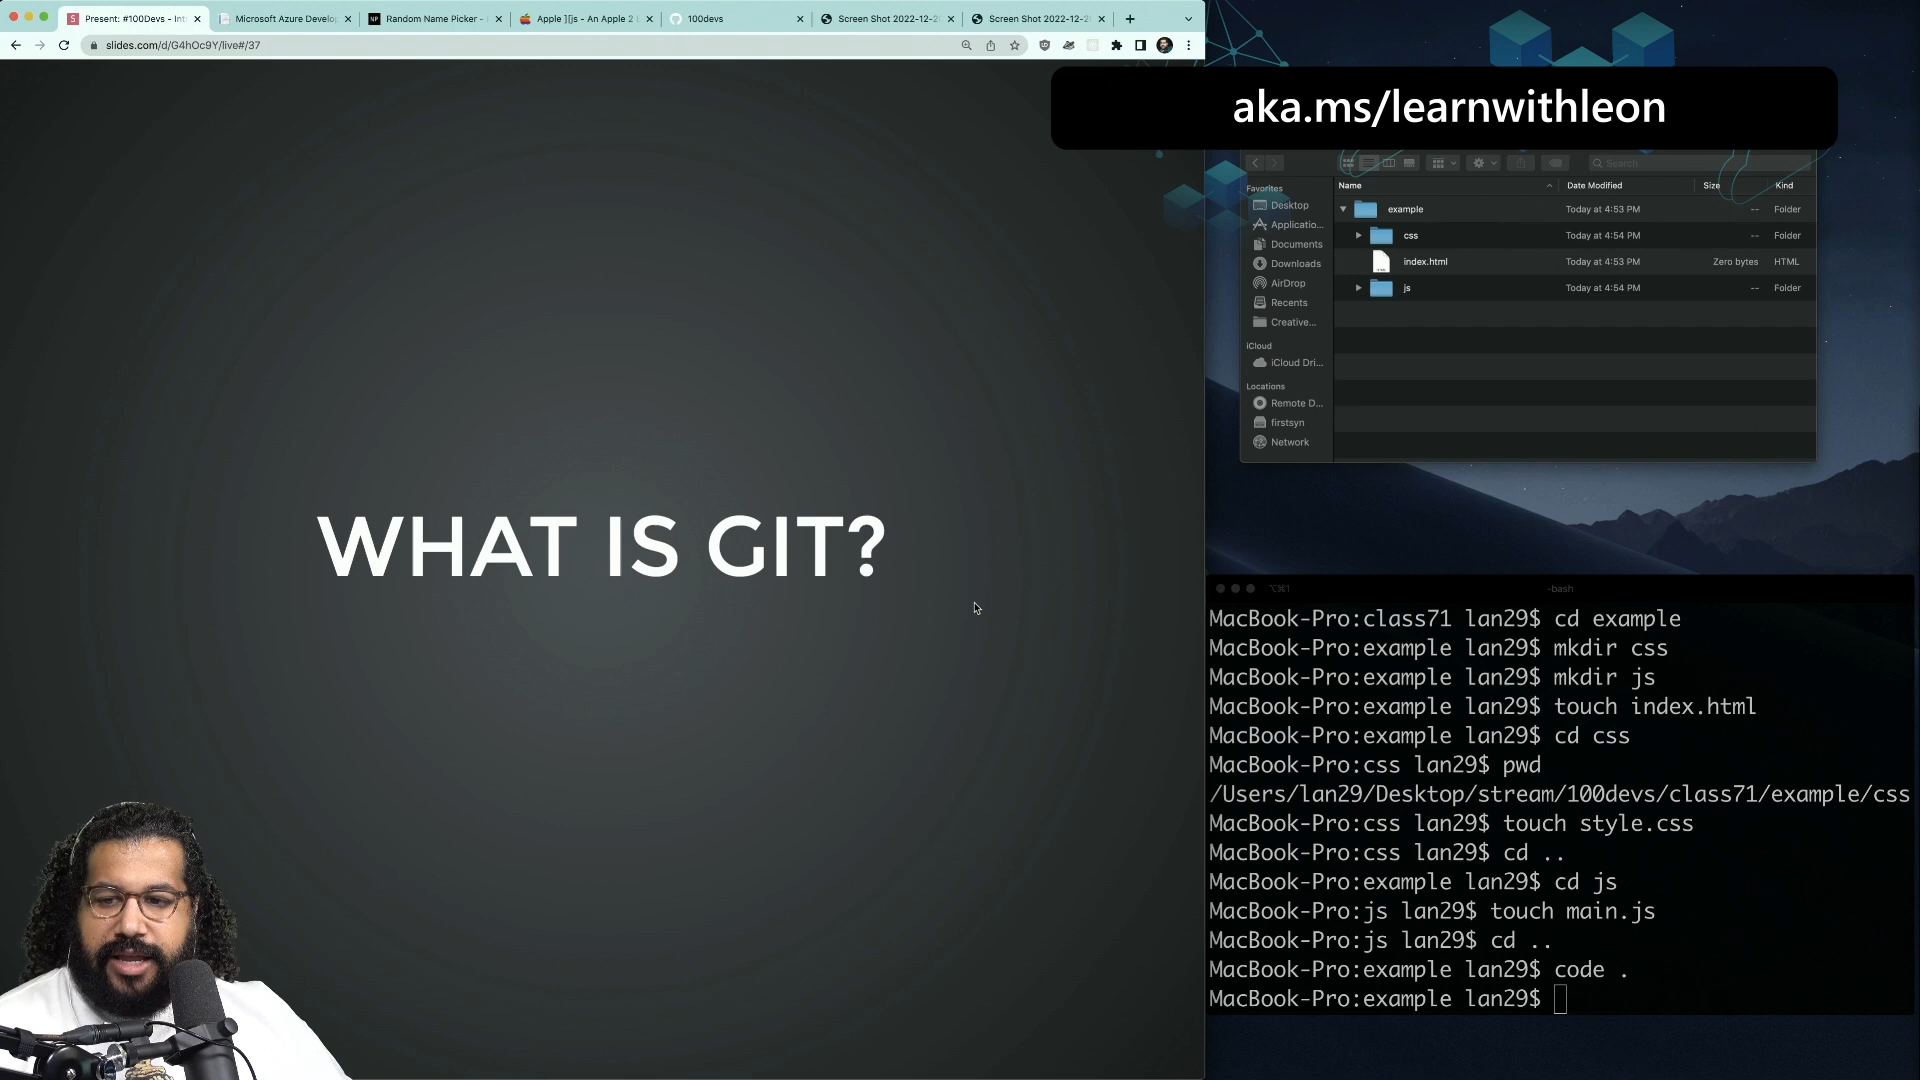 Present: #100Devs - Int
Microsoft Azure Develop
NP
Random Name Picker -
Apple ][js - An Apple 2
100devs
Screen Shot 2022-12-2
Screen Shot 2022-12-2
slides.com/d/G4hOc9Y/live#/37
aka.ms/learnwithleon
Search
Favorites
Desktop
Applicatio...
Documents
Downloads
AirDrop
Recents
Creative...
iCloud
iCloud Dri...
Locations
Remote D...
firstsyn
Network
Name Date Modified Size Kind
example Today at 4:53 PM -- Folder
css Today at 4:54 PM -- Folder
index.html Today at 4:53 PM Zero bytes HTML
js Today at 4:54 PM -- Folder
WHAT IS GIT?
⌥⌘1 -bash
MacBook-Pro:class71 lan29$ cd example
MacBook-Pro:example lan29$ mkdir css
MacBook-Pro:example lan29$ mkdir js
MacBook-Pro:example lan29$ touch index.html
MacBook-Pro:example lan29$ cd css
MacBook-Pro:css lan29$ pwd
/Users/lan29/Desktop/stream/100devs/class71/example/css
MacBook-Pro:css lan29$ touch style.css
MacBook-Pro:css lan29$ cd ..
MacBook-Pro:example lan29$ cd js
MacBook-Pro:js lan29$ touch main.js
MacBook-Pro:js lan29$ cd ..
MacBook-Pro:example lan29$ code .
MacBook-Pro:example lan29$